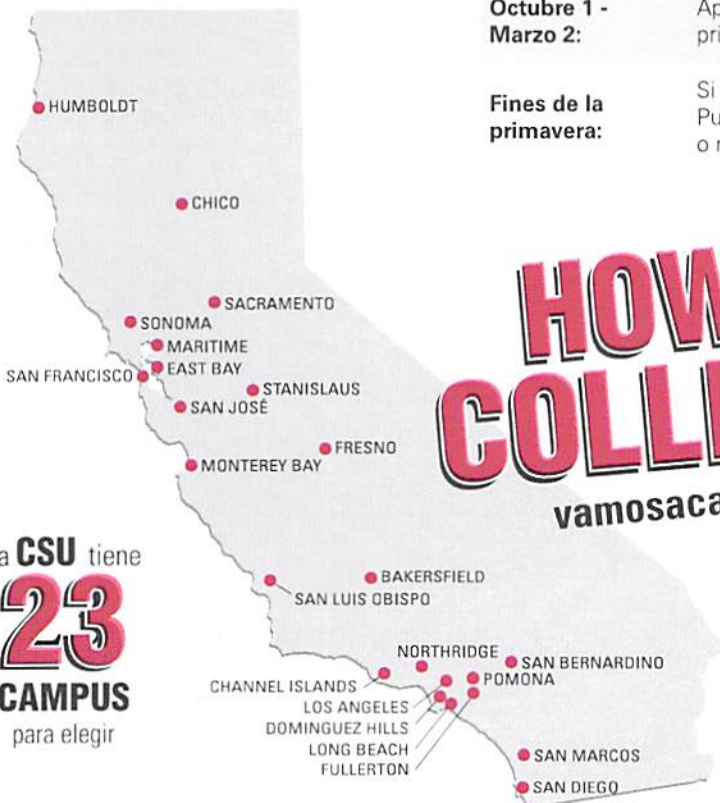 Octubre 1 -
Marzo 2:
Fines de la
primavera:
Si
HUMBOLDT
CHICO
SACRAMENTO
SONOMA
MARITIME
EAST BAY
SAN FRANCISCO
STANISLAUS
SAN JOSÉ
FRESNO
MONTEREY BAY
HOW
COLLE
vamosaca
CSU tiene
23
CAMPUS
para elegir
BAKERSFIELD
SAN LUIS OBISPO
NORTHRIDGE
SAN BERNARDINO
POMONA
CHANNEL ISLANDS
LOS ANGELES
DOMINGUEZ HILLS
LONG BEACH
FULLERTON
SAN MARCOS
SAN DIEGO